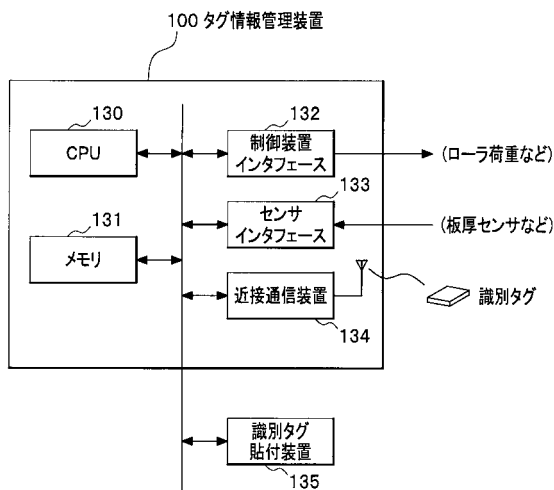 100 タグ情報管理装置
130
CPU
132
制御装置
インタフェース
(ローラ荷重など)
133
センサ
インタフェース
(板厚センサなど)
131
メモリ
近接通信装置
134
識別タグ
識別タグ
貼付装置
135